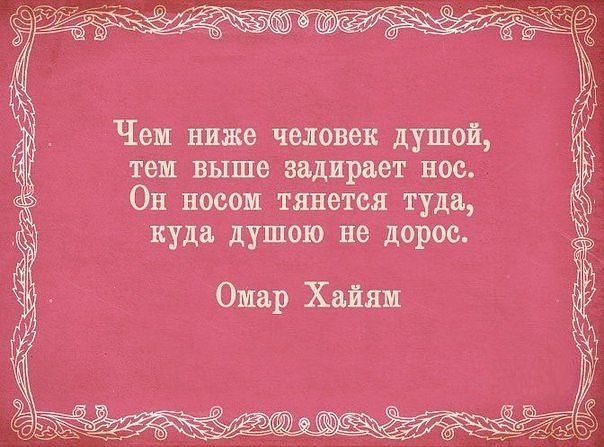 Чем ниже человек душой,
тем выше задирает нос.
Он носом тянется туда,
куда душою не дорос.
Омар Хайям